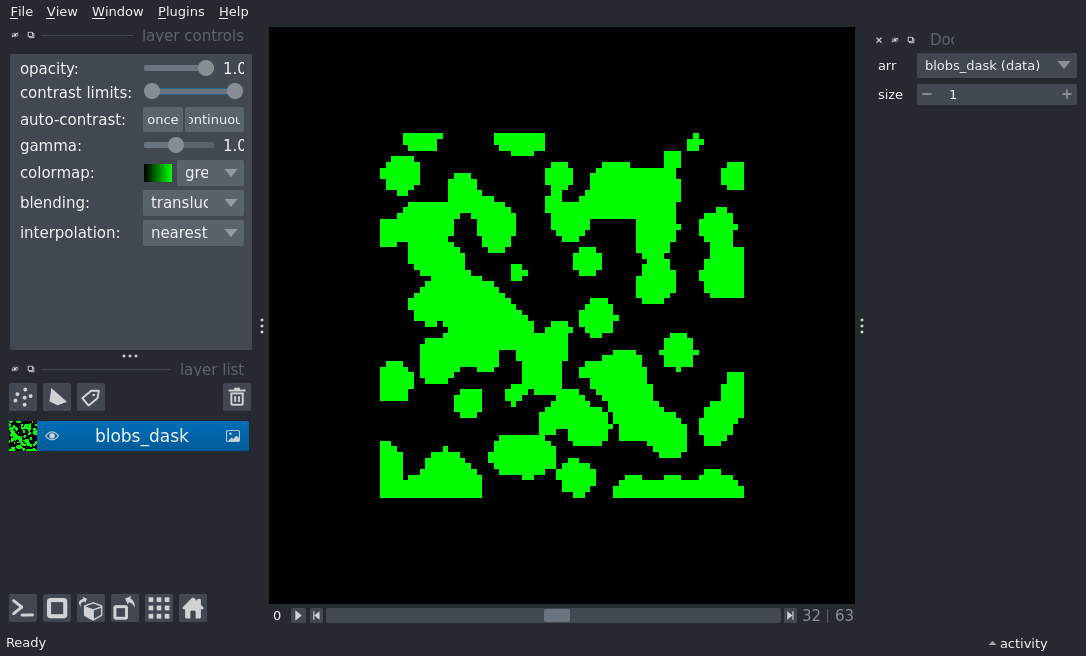 File View Window Plugins Help
layer controls
opacity: 1.0
contrast limits:
auto-contrast: once ontinuou
gamma: 1.0
colormap: gre
blending: transluc
interpolation: nearest
layer list
blobs_dask
0 32 | 63
Ready
activity
Doc
arr blobs_dask (data)
size 1